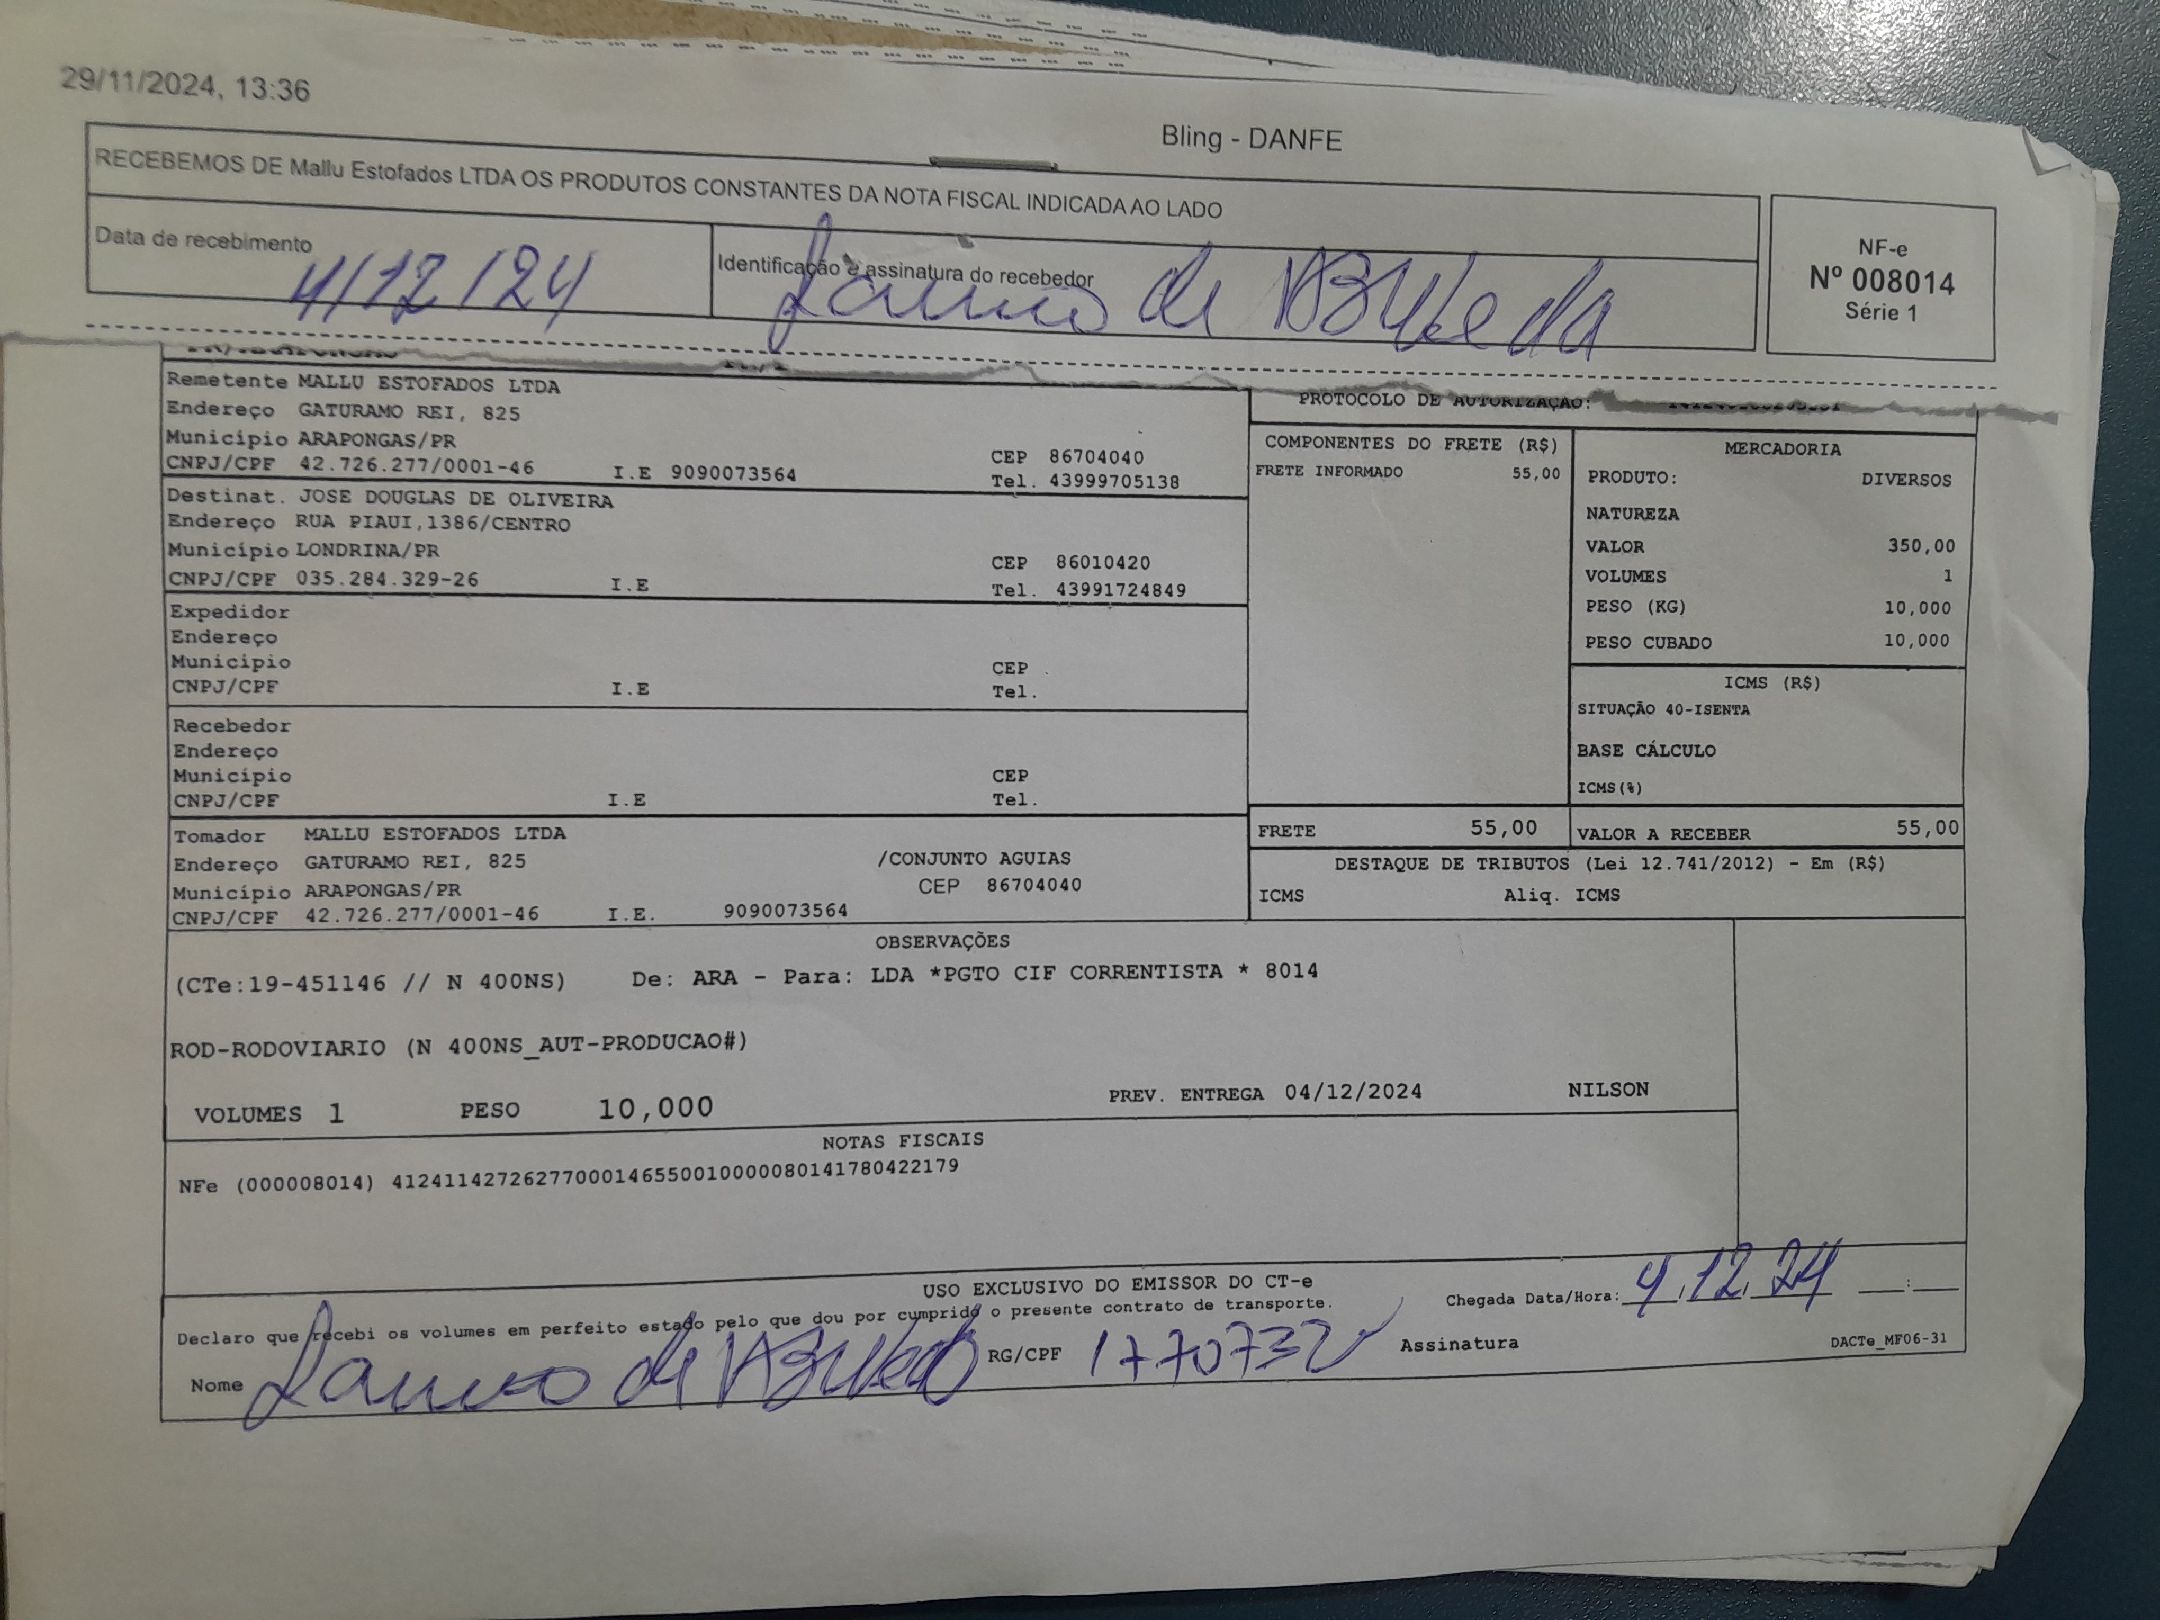 29/11/2024, 13:36
Bling - DANFE
RECEBEMOS DE Mallu Estofados LTDA OS PRODUTOS CONSTANTES DA NOTA FISCAL INDICADA AO LADO
Data de recebimento
4/12/24
Identificação e assinatura do recebedor
de
NF-e
Nº 008014
Série 1
Remetente MALLU ESTOFADOS LTDA
Endereço GATURAMO REI, 825
Município ARAPONGAS/PR
CEP 86704040
CNPJ/CPF 42.726.277/0001-46 I.E 9090073564 Tel. 43999705138
Destinat. JOSE DOUGLAS DE OLIVEIRA
Endereço RUA PIAUI,1386/CENTRO
Município LONDRINA/PR CEP 86010420
CNPJ/CPF 035.284.329-26 I.E Tel. 43991724849
Expedidor
Endereço
Município CEP
CNPJ/CPF I.E Tel.
Recebedor
Endereço
Município CEP
CNPJ/CPF I.E Tel.
Tomador MALLU ESTOFADOS LTDA
Endereço GATURAMO REI, 825 /CONJUNTO AGUIAS
Município ARAPONGAS/PR CEP 86704040
CNPJ/CPF 42.726.277/0001-46 I.E. 9090073564
PROTOCOLO DE AUTORIZAÇÃO:
COMPONENTES DO FRETE (R$)
FRETE INFORMADO 55,00
MERCADORIA
PRODUTO: DIVERSOS
NATUREZA
VALOR 350,00
VOLUMES 1
PESO (KG) 10,000
PESO CUBADO 10,000
ICMS (R$)
SITUAÇÃO 40-ISENTA
BASE CÁLCULO
ICMS(%)
FRETE 55,00 VALOR A RECEBER 55,00
DESTAQUE DE TRIBUTOS (Lei 12.741/2012) - Em (R$)
ICMS Aliq. ICMS
OBSERVAÇÕES
(CTe:19-451146 // N 400NS) De: ARA - Para: LDA *PGTO CIF CORRENTISTA * 8014
ROD-RODOVIARIO (N 400NS_AUT-PRODUCAO#)
VOLUMES 1 PESO 10,000 PREV. ENTREGA 04/12/2024 NILSON
NOTAS FISCAIS
NFe (000008014) 41241142726277000146550010000080141780422179
USO EXCLUSIVO DO EMISSOR DO CT-e
Declaro que recebi os volumes em perfeito estado pelo que dou por cumprido o presente contrato de transporte.
Chegada Data/Hora: 4.12.24 __:__
Nome de RG/CPF 1770732 Assinatura
DACTe_MF06-31